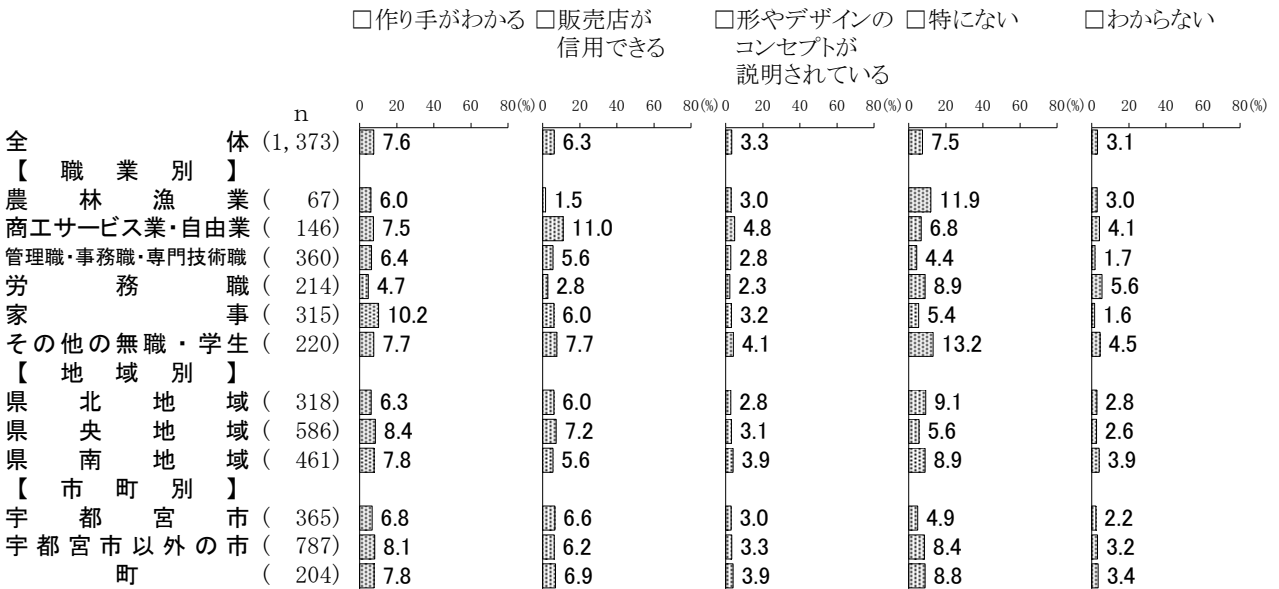 □作り手がわかる □販売店が □形やデザインの □特にない □わからない
信用できる コンセプトが
説明されている
n 0 20 40 60 80(%) 0 20 40 60 80(%) 0 20 40 60 80(%) 0 20 40 60 80(%) 0 20 40 60 80(%)
全体 (1,373) 7.6 6.3 3.3 7.5 3.1
【職業別】
農林漁業 ( 67) 6.0 1.5 3.0 11.9 3.0
商工サービス業・自由業 ( 146) 7.5 11.0 4.8 6.8 4.1
管理職・事務職・専門技術職 ( 360) 6.4 5.6 2.8 4.4 1.7
労務職 ( 214) 4.7 2.8 2.3 8.9 5.6
家事 ( 315) 10.2 6.0 3.2 5.4 1.6
その他の無職・学生 ( 220) 7.7 7.7 4.1 13.2 4.5
【地域別】
県北地域 ( 318) 6.3 6.0 2.8 9.1 2.8
県央地域 ( 586) 8.4 7.2 3.1 5.6 2.6
県南地域 ( 461) 7.8 5.6 3.9 8.9 3.9
【市町別】
宇都宮市 ( 365) 6.8 6.6 3.0 4.9 2.2
宇都宮市以外の市 ( 787) 8.1 6.2 3.3 8.4 3.2
町 ( 204) 7.8 6.9 3.9 8.8 3.4